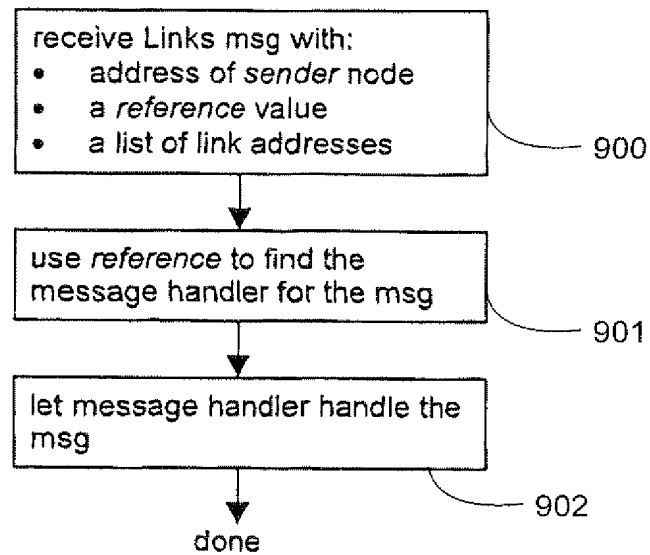 receive Links msg with:
• address of sender node
• a reference value
• a list of link addresses
900
use reference to find the
message handler for the msg
901
let message handler handle the
msg
902
done